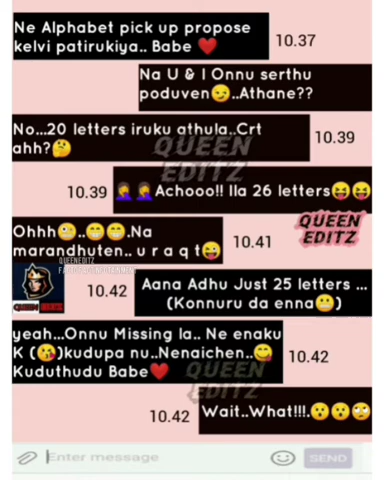 Ne Alphabet pick up propose
kelvi patirukiya.. Babe ❤️
10.37
Na U & I Onnu serthu
poduven😏..Athane??
No...20 letters iruku athula..Crt
ahh?🤔
10.39
QUEEN
EDITZ
10.39
🤦‍♀️🤦‍♀️Achooo!! Ila 26 letters😝😝
QUEEN
EDITZ
Ohhh🤪..😁😁.Na
marandhuten.. u r a q t😜
10.41
QUEENEDITZ
10.42
Aana Adhu Just 25 letters ...
(Konnuru da enna😬)
yeah...Onnu Missing la.. Ne enaku
K (😘)kudupa nu..Nenaichen..😋
Kuduthudu Babe❤️
10.42
QUEEN
EDITZ
10.42
Wait..What!!!.😯😯🙄
Enter message
SEND